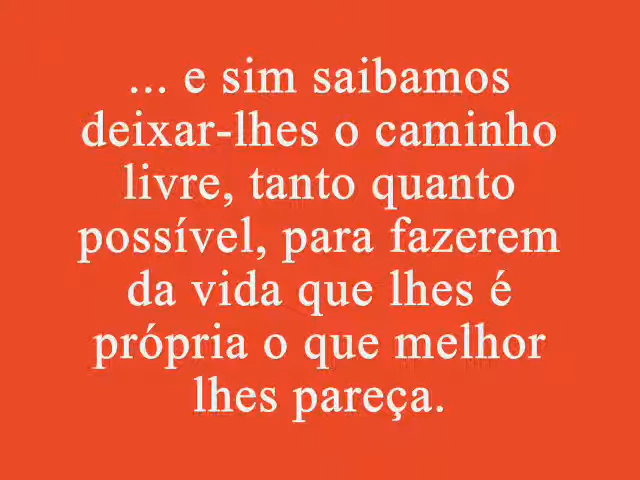 ... e sim saibamos
deixar-lhes o caminho
livre, tanto quanto
possível, para fazerem
da vida que lhes é
própria o que melhor
lhes pareça.